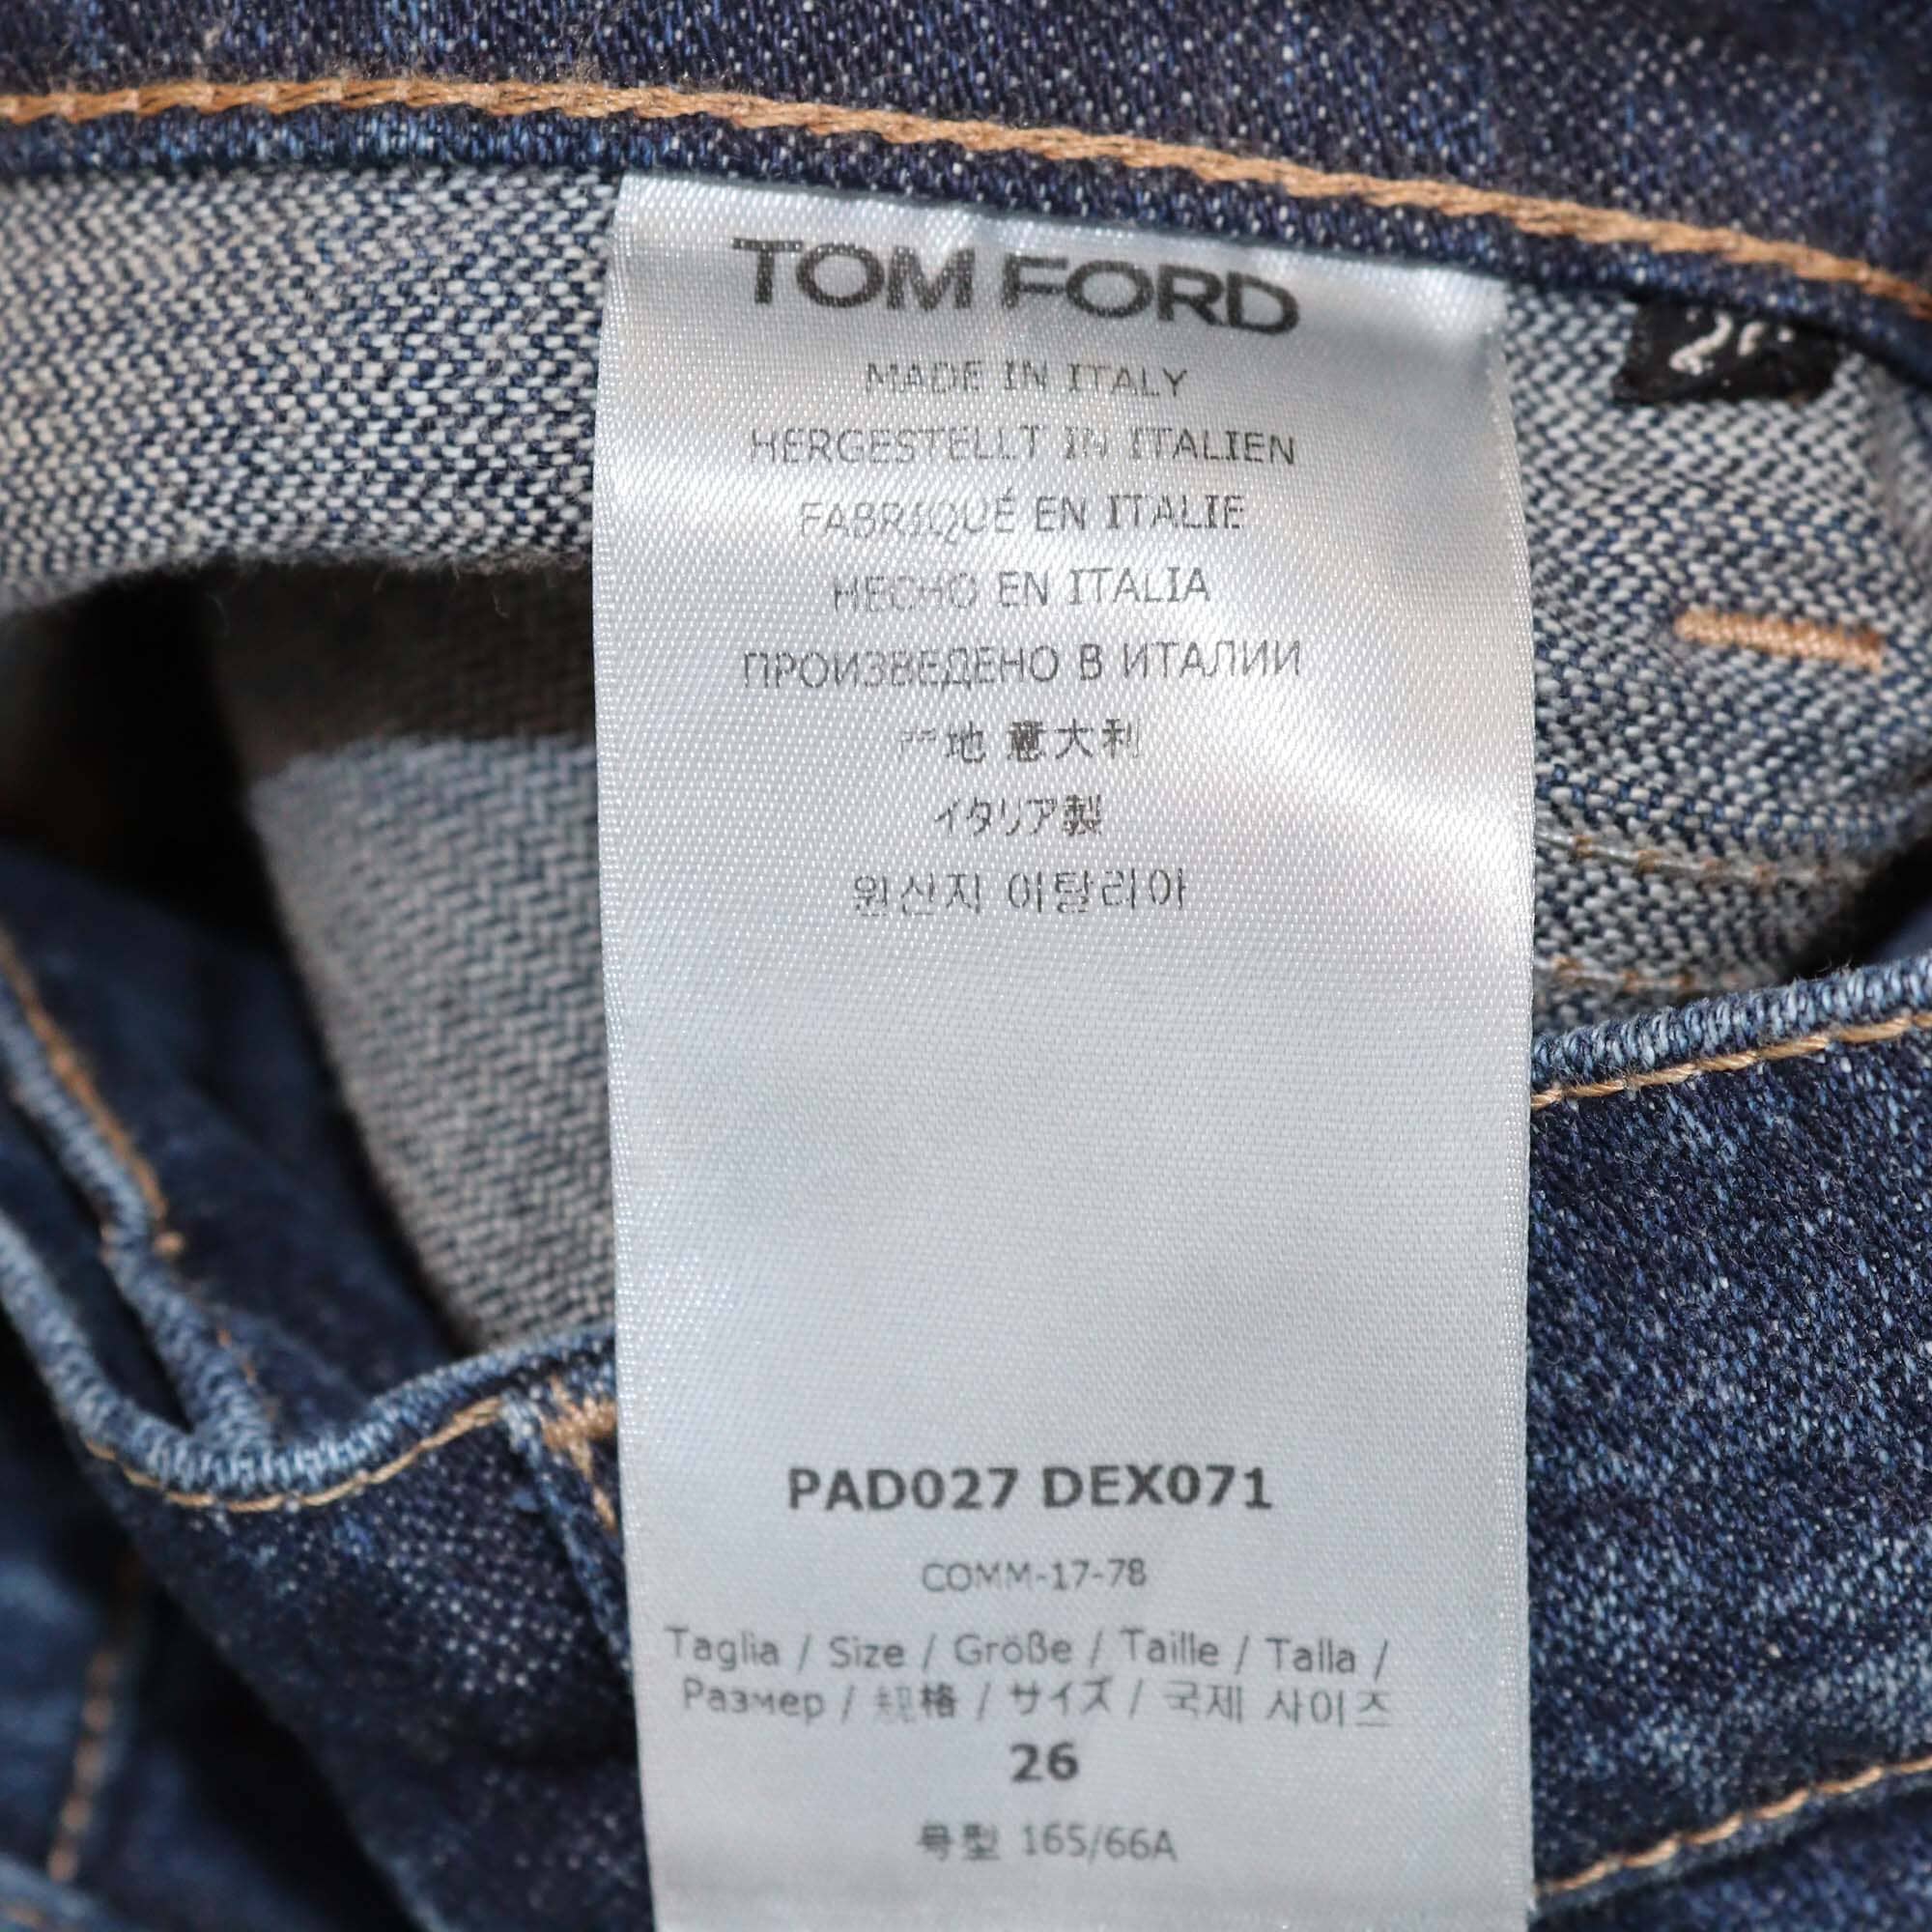 TOM FORD
MADE IN ITALY
HERGESTELLT IN ITALIEN
FABRIQUÉ EN ITALIE
HECHO EN ITALIA
ПРОИЗВЕДЕНО В ИТАЛИИ
地 意大利
イタリア製
원산지 이탈리아
PAD027 DEX071
COMM-17-78
Taglia / Size / Größe / Taille / Talla /
Размер / 规格 / サイズ / 국제 사이즈
26
号型 165/66A